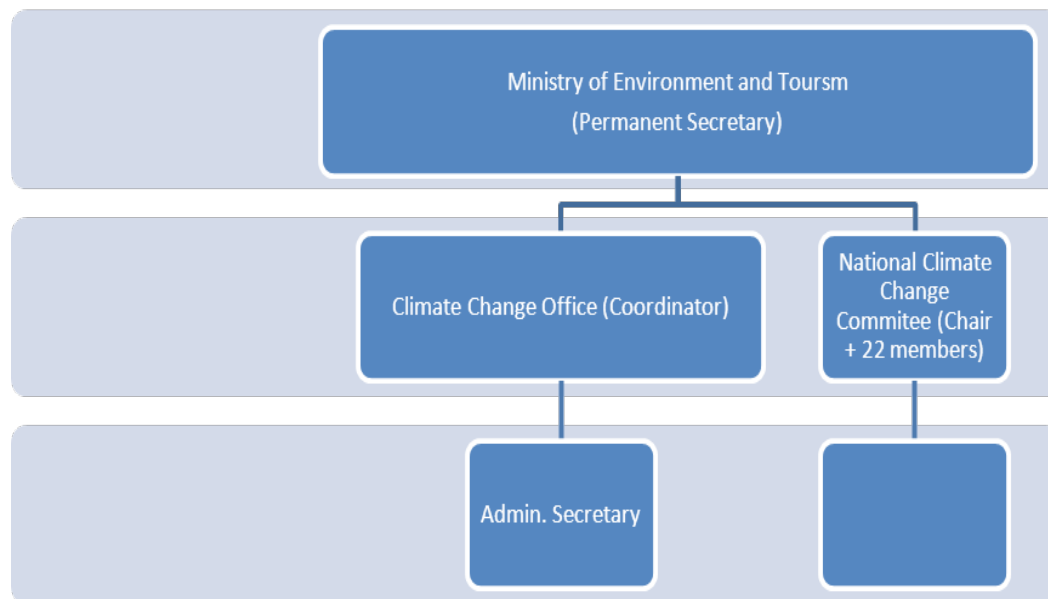 Ministry of Environment and Toursm
(Permanent Secretary)
Climate Change Office (Coordinator)
National Climate
Change
Commitee (Chair
+ 22 members)
Admin. Secretary